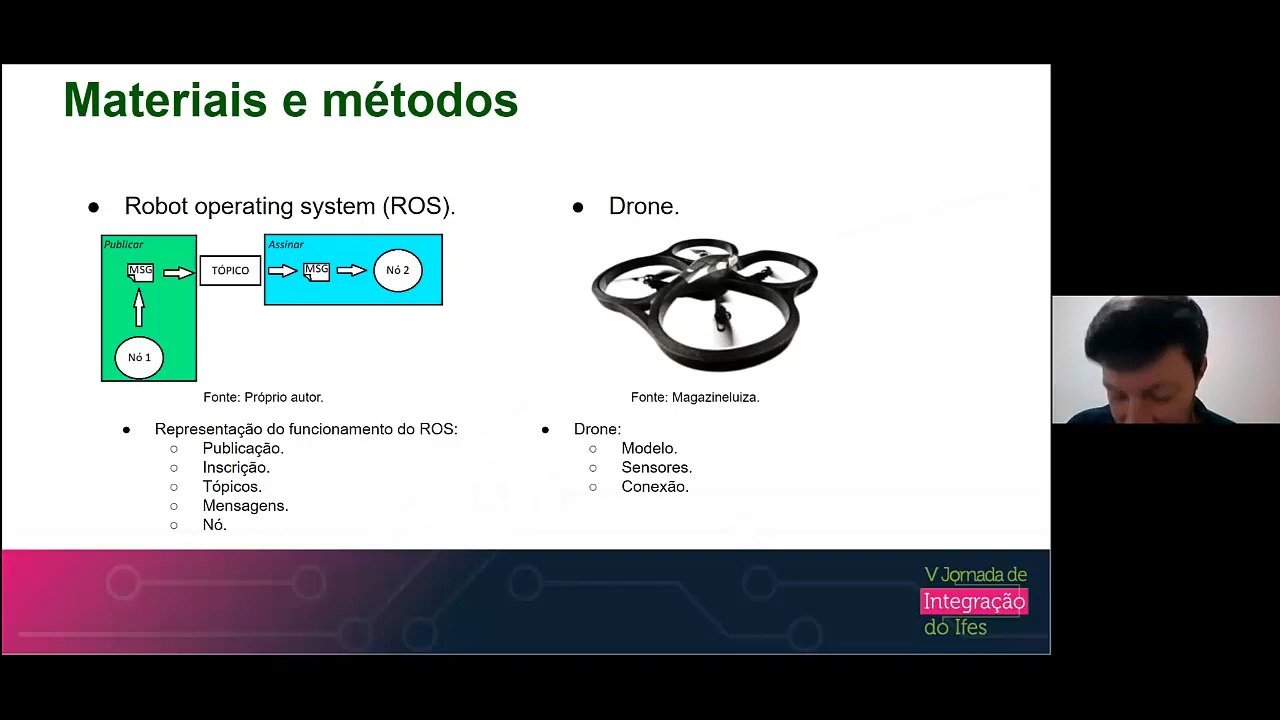 Materiais e métodos
● Robot operating system (ROS).
Publicar
MSG
TÓPICO
Assinar
MSG
Nó 2
Nó 1
Fonte: Próprio autor.
● Representação do funcionamento do ROS:
○ Publicação.
○ Inscrição.
○ Tópicos.
○ Mensagens.
○ Nó.
● Drone.
Fonte: Magazineluiza.
● Drone:
○ Modelo.
○ Sensores.
○ Conexão.
V Jornada de
Integração
do Ifes